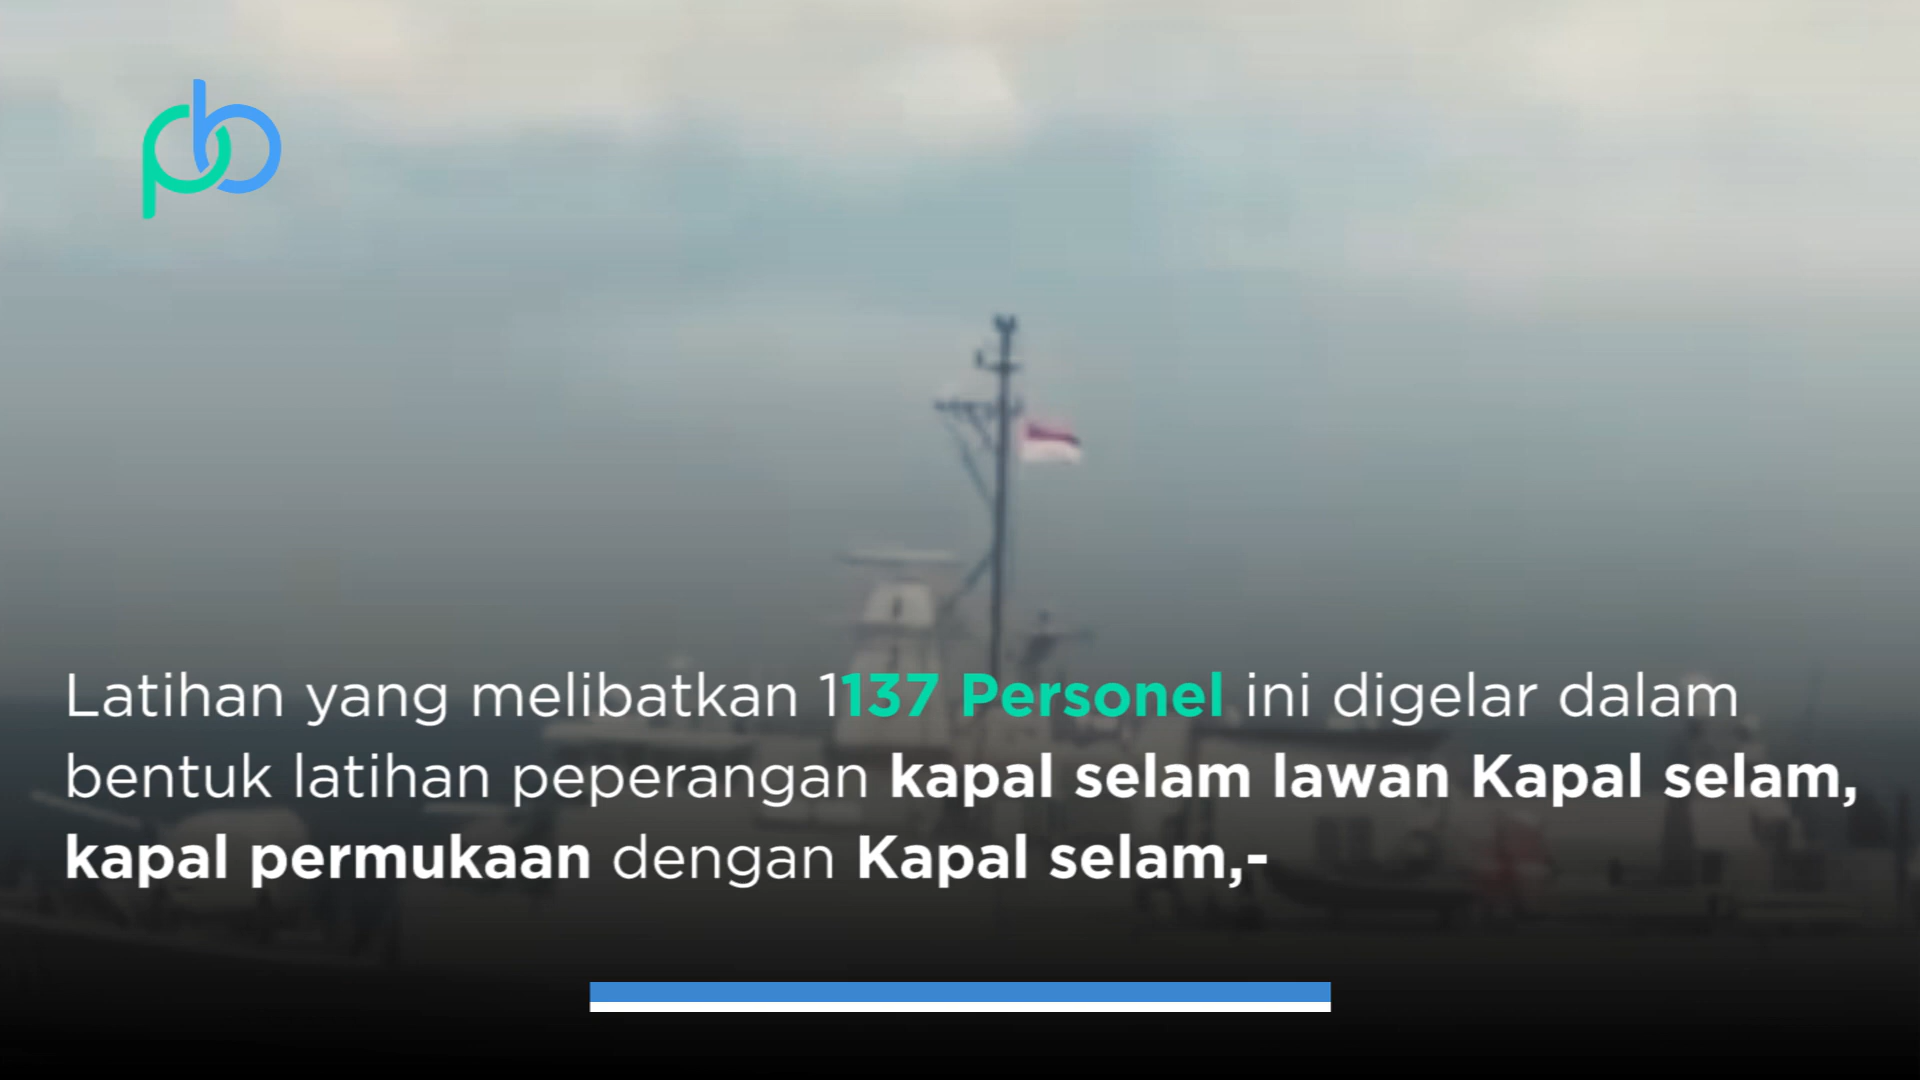 Latihan yang melibatkan 1137 Personel ini digelar dalam
bentuk latihan peperangan kapal selam lawan Kapal selam,
kapal permukaan dengan Kapal selam,-